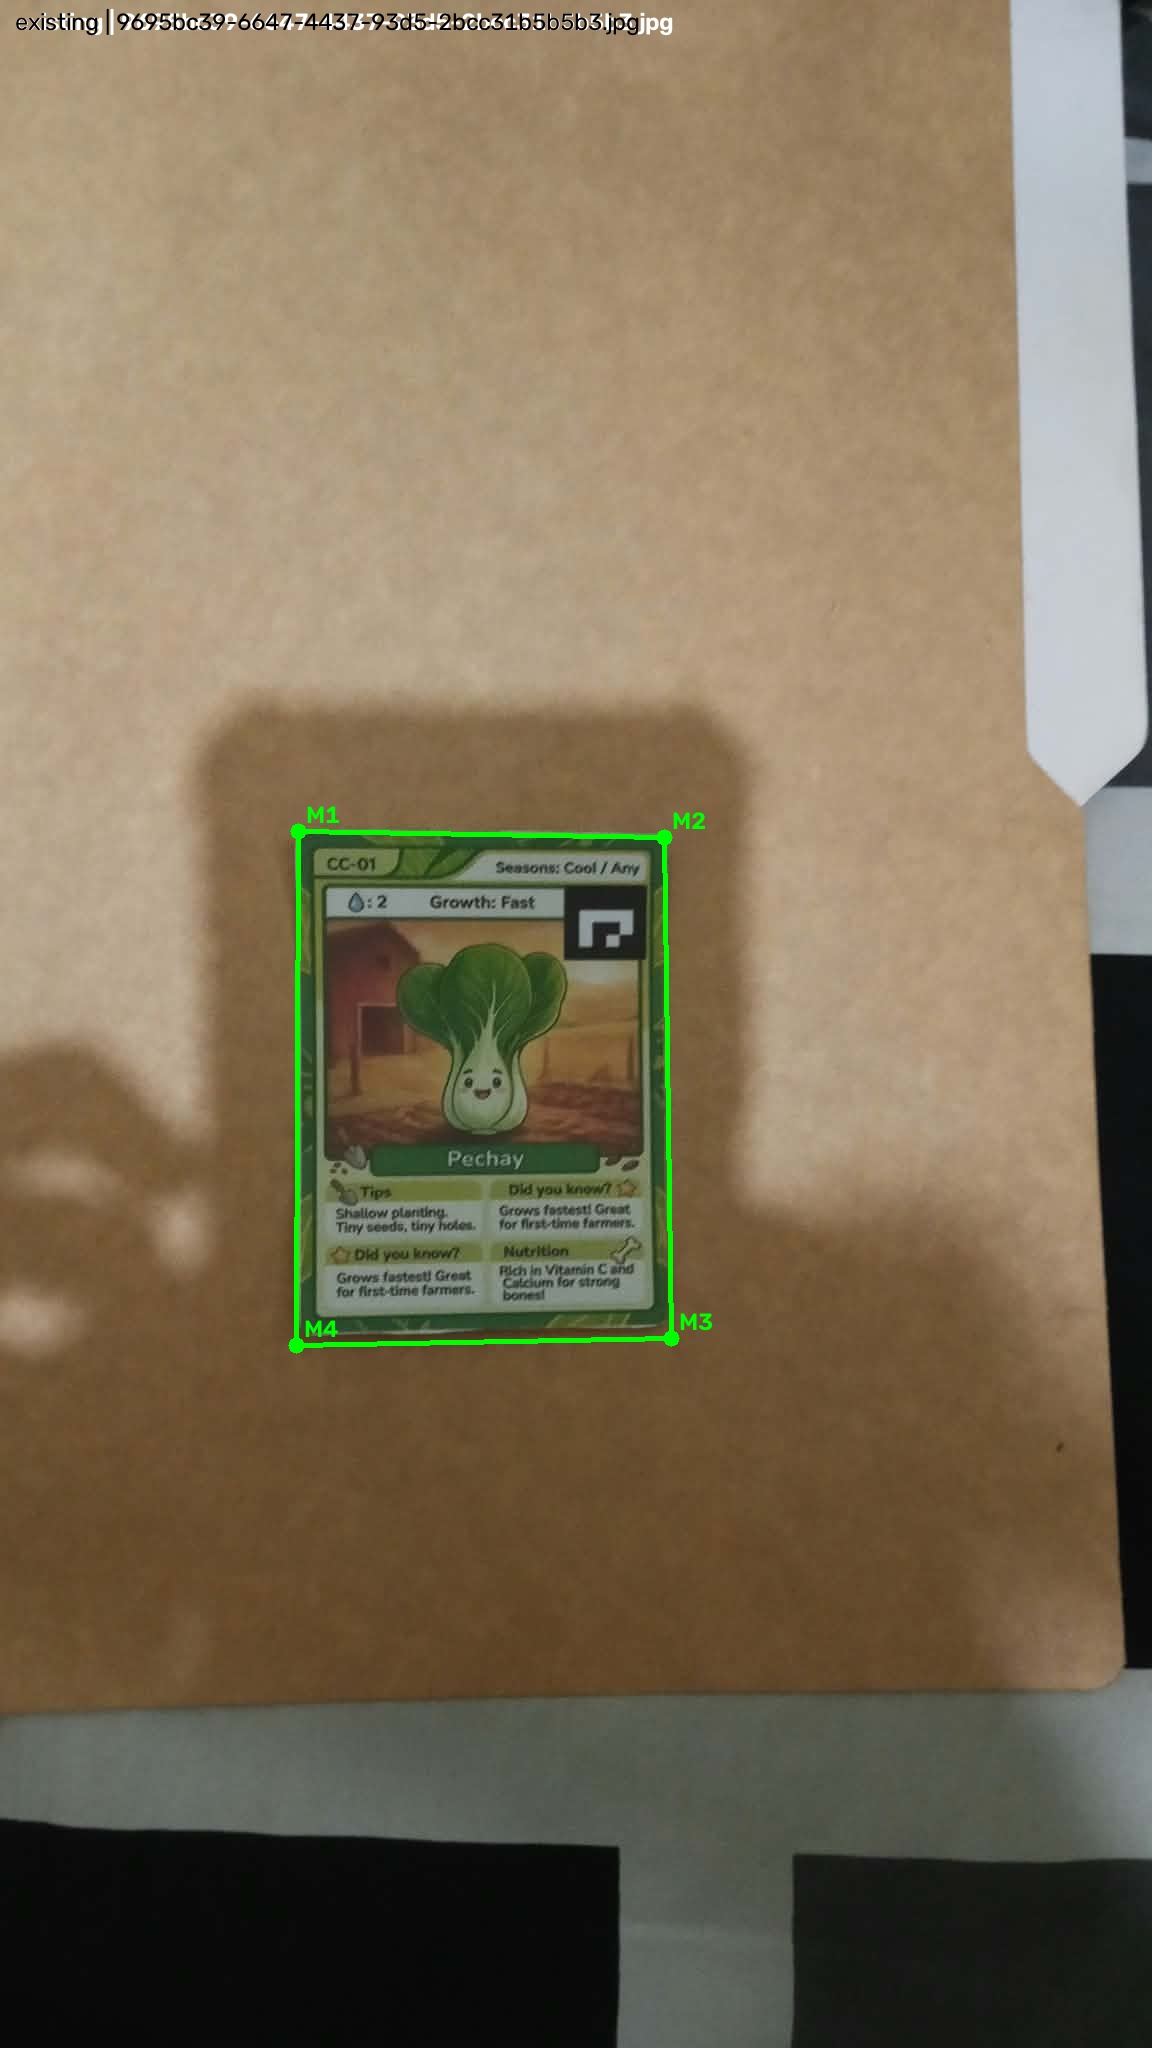 existing | 9695bc39-6647-4437-93d5-2bcc31b5b5b3.jpg
M1
M2
CC-01
Seasons: Cool / Any
: 2
Growth: Fast
Pechay
Tips
Shallow planting.
Tiny seeds, tiny holes.
Did you know?
Grows fastest! Great
for first-time farmers.
Did you know?
Grows fastest! Great
for first-time farmers.
Nutrition
Rich in Vitamin C and
Calcium for strong
bones!
M4
M3